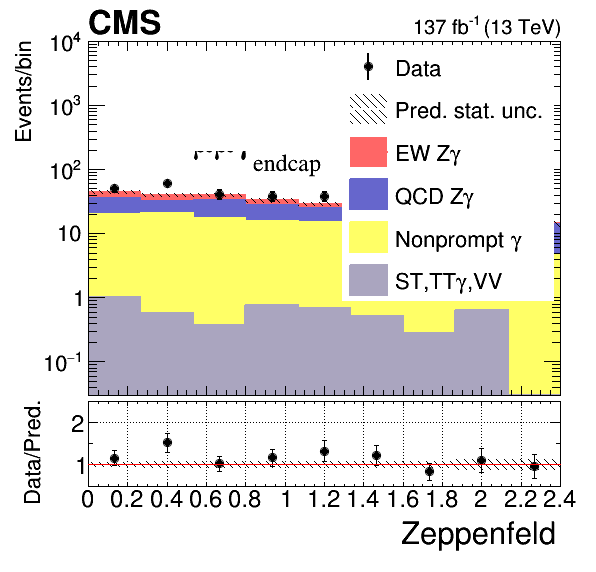 CMS
137 fb⁻¹ (13 TeV)
Events/bin
10⁴
10³
10²
10
1
10⁻¹
Data
Pred. stat. unc.
EW Zγ
QCD Zγ
Nonprompt γ
ST,TTγ,VV
endcap
Data/Pred.
2
1
0 0.2 0.4 0.6 0.8 1 1.2 1.4 1.6 1.8 2 2.2 2.4
Zeppenfeld